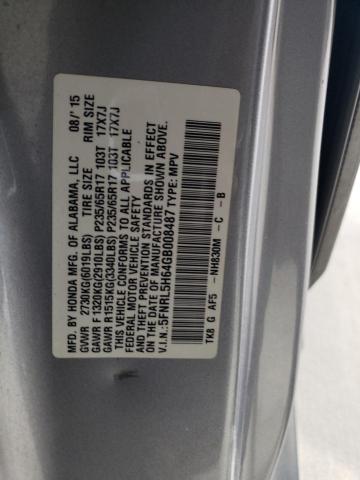 MFD. BY HONDA MFG. OF ALABAMA, LLC 08/ 15
GVWR 2730KG(6019LBS) TIRE SIZE RIM SIZE
GAWR F 1320KG(2910LBS) P235/65R17 103T 17X7J
GAWR R1515KG(3340LBS) P235/65R17 103T 17X7J
THIS VEHICLE CONFORMS TO ALL APPLICABLE
FEDERAL MOTOR VEHICLE SAFETY
AND THEFT PREVENTION STANDARDS IN EFFECT
ON THE DATE OF MANUFACTURE SHOWN ABOVE.
V.I.N.:5FNRL5H64GB008487 TYPE: MPV
TK8 G AF5 -NH830M - C - B